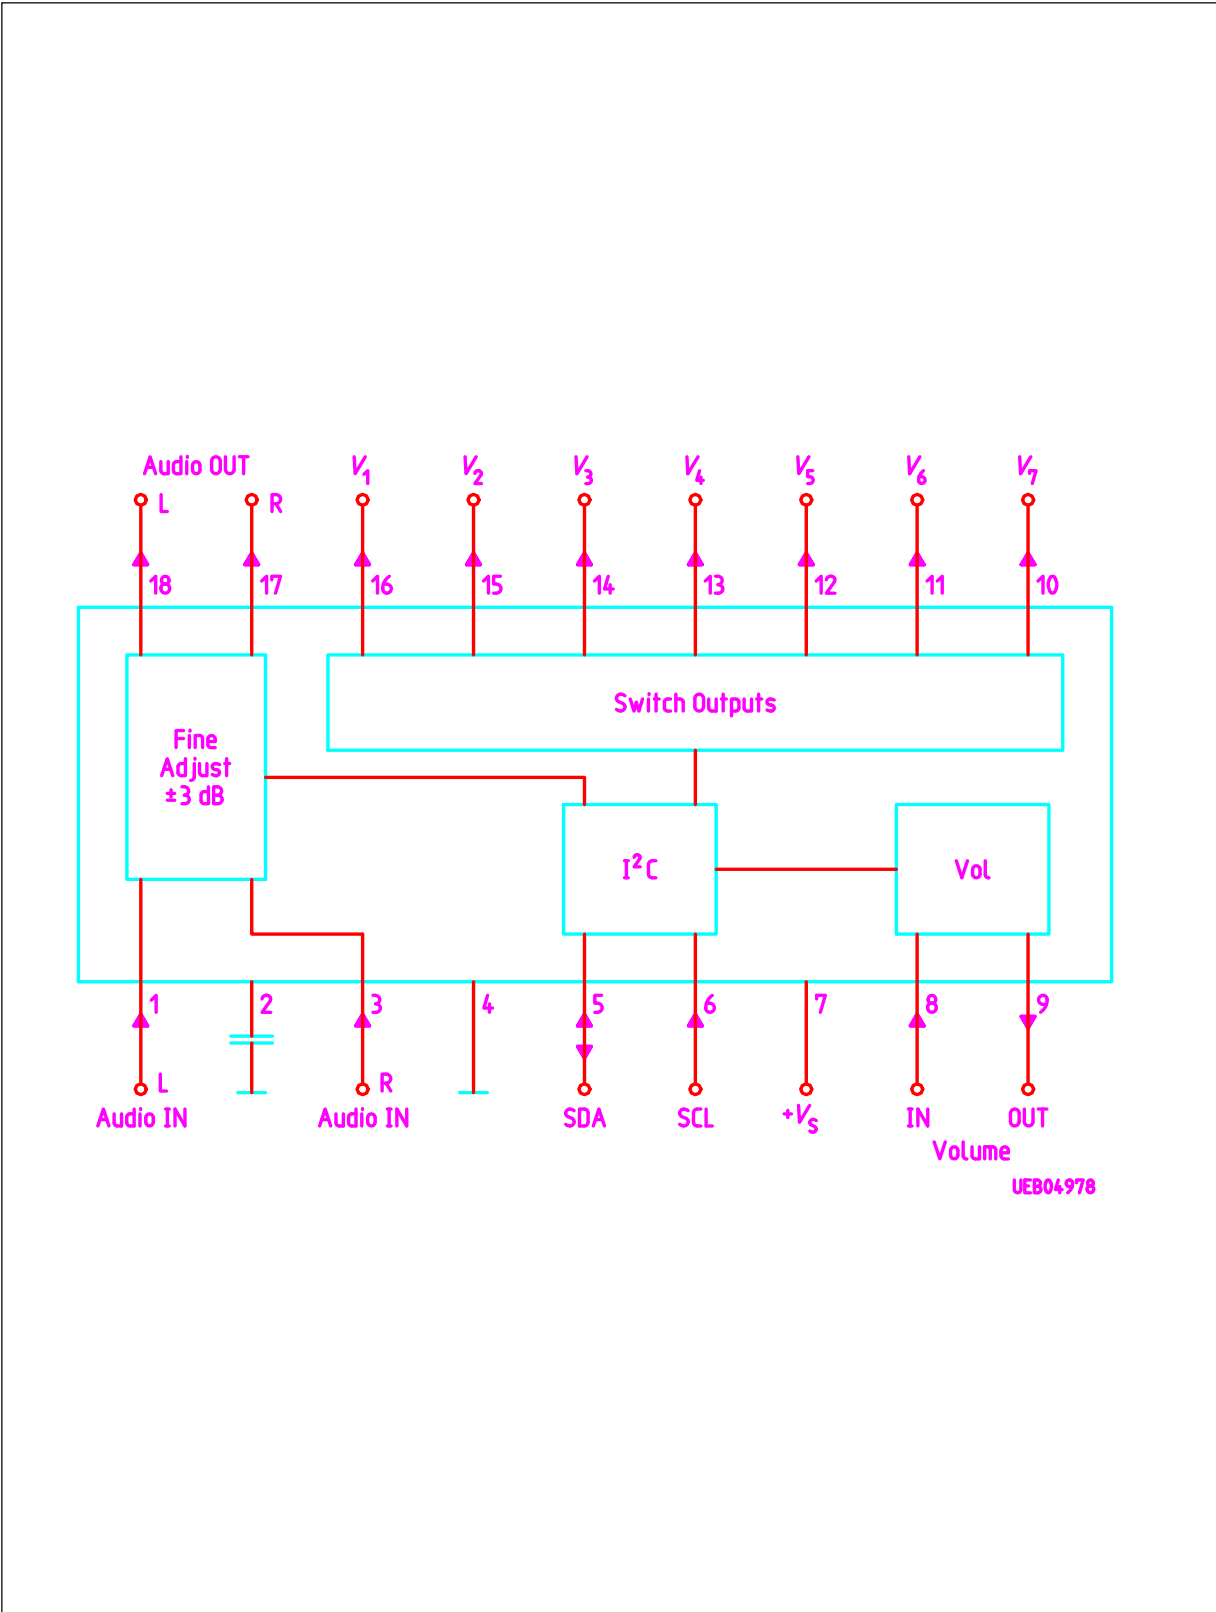 Audio OUT V1 V2 V3 V4 V5 V6 V7
L R
18 17 16 15 14 13 12 11 10
Switch Outputs
Fine
Adjust
±3 dB
I²C Vol
1 2 3 4 5 6 7 8 9
L R
Audio IN Audio IN SDA SCL +VS IN OUT
Volume
UEB04978